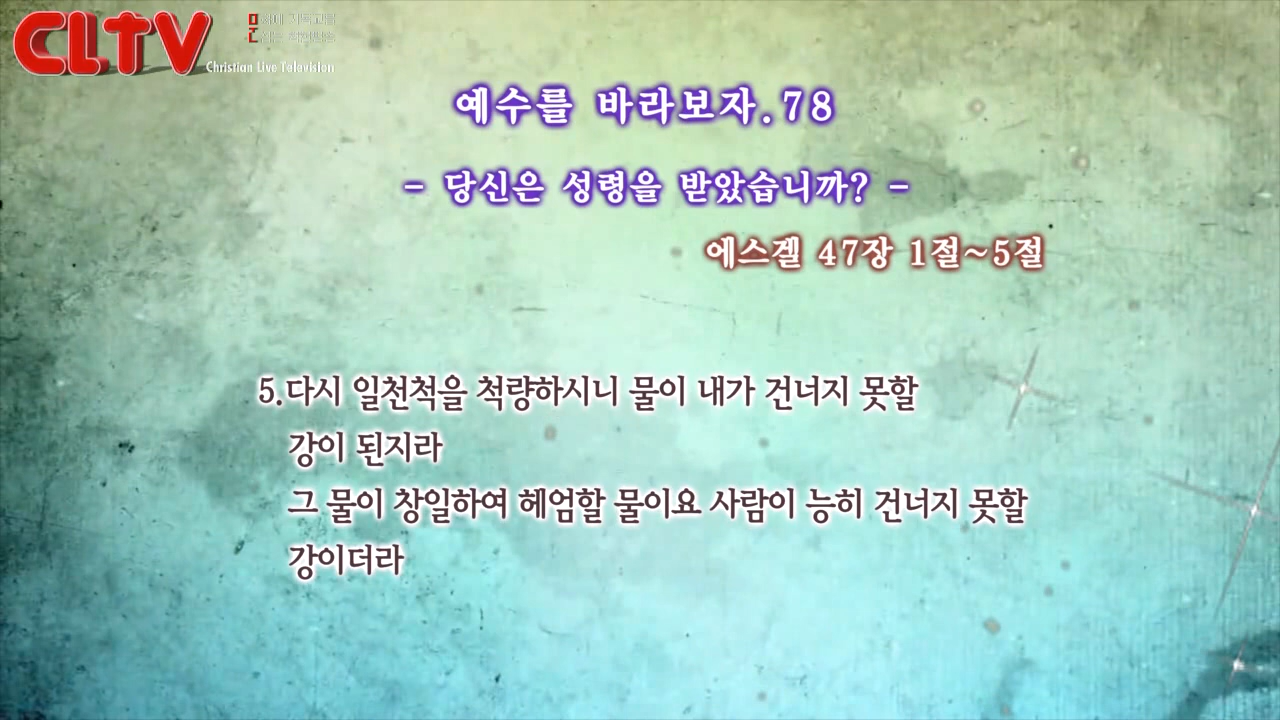 CLTV
Christian Live Television
예수를 바라보자.78
- 당신은 성령을 받았습니까? -
에스겔 47장 1절~5절
5.다시 일천척을 척량하시니 물이 내가 건너지 못할
강이 된지라
그 물이 창일하여 헤엄할 물이요 사람이 능히 건너지 못할
강이더라